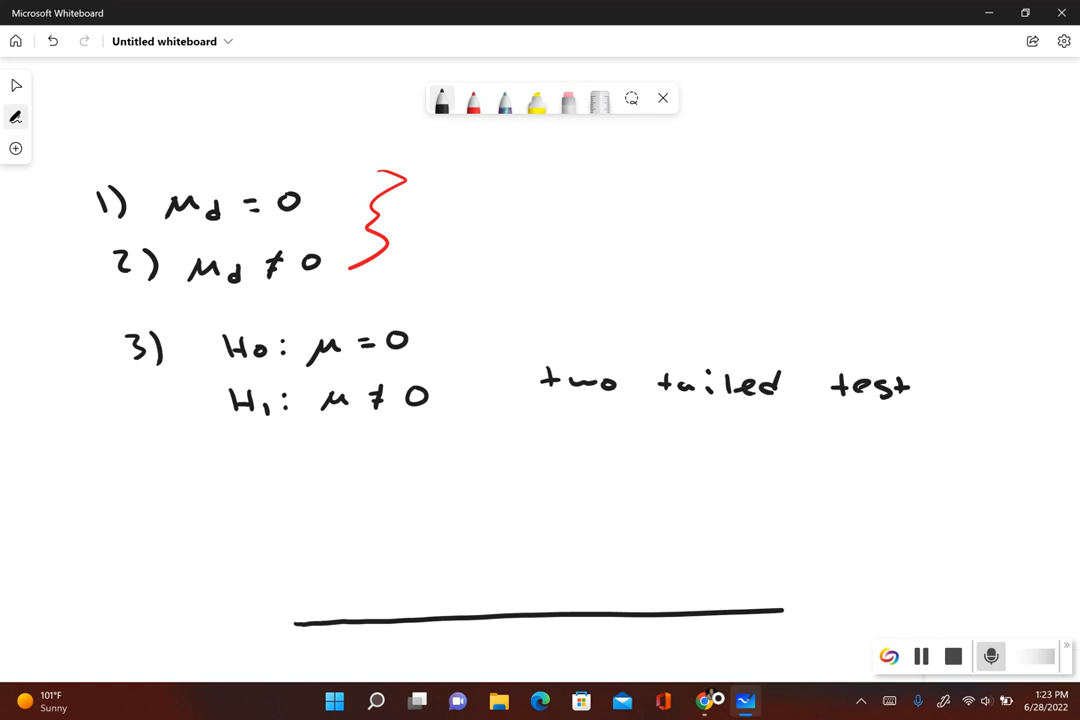 Microsoft Whiteboard
Untitled whiteboard
1) μd = 0
2) μd ≠ 0
3) H0: μ = 0
H1: μ ≠ 0
two tailed test
101°F
Sunny
1:23 PM
6/28/2022